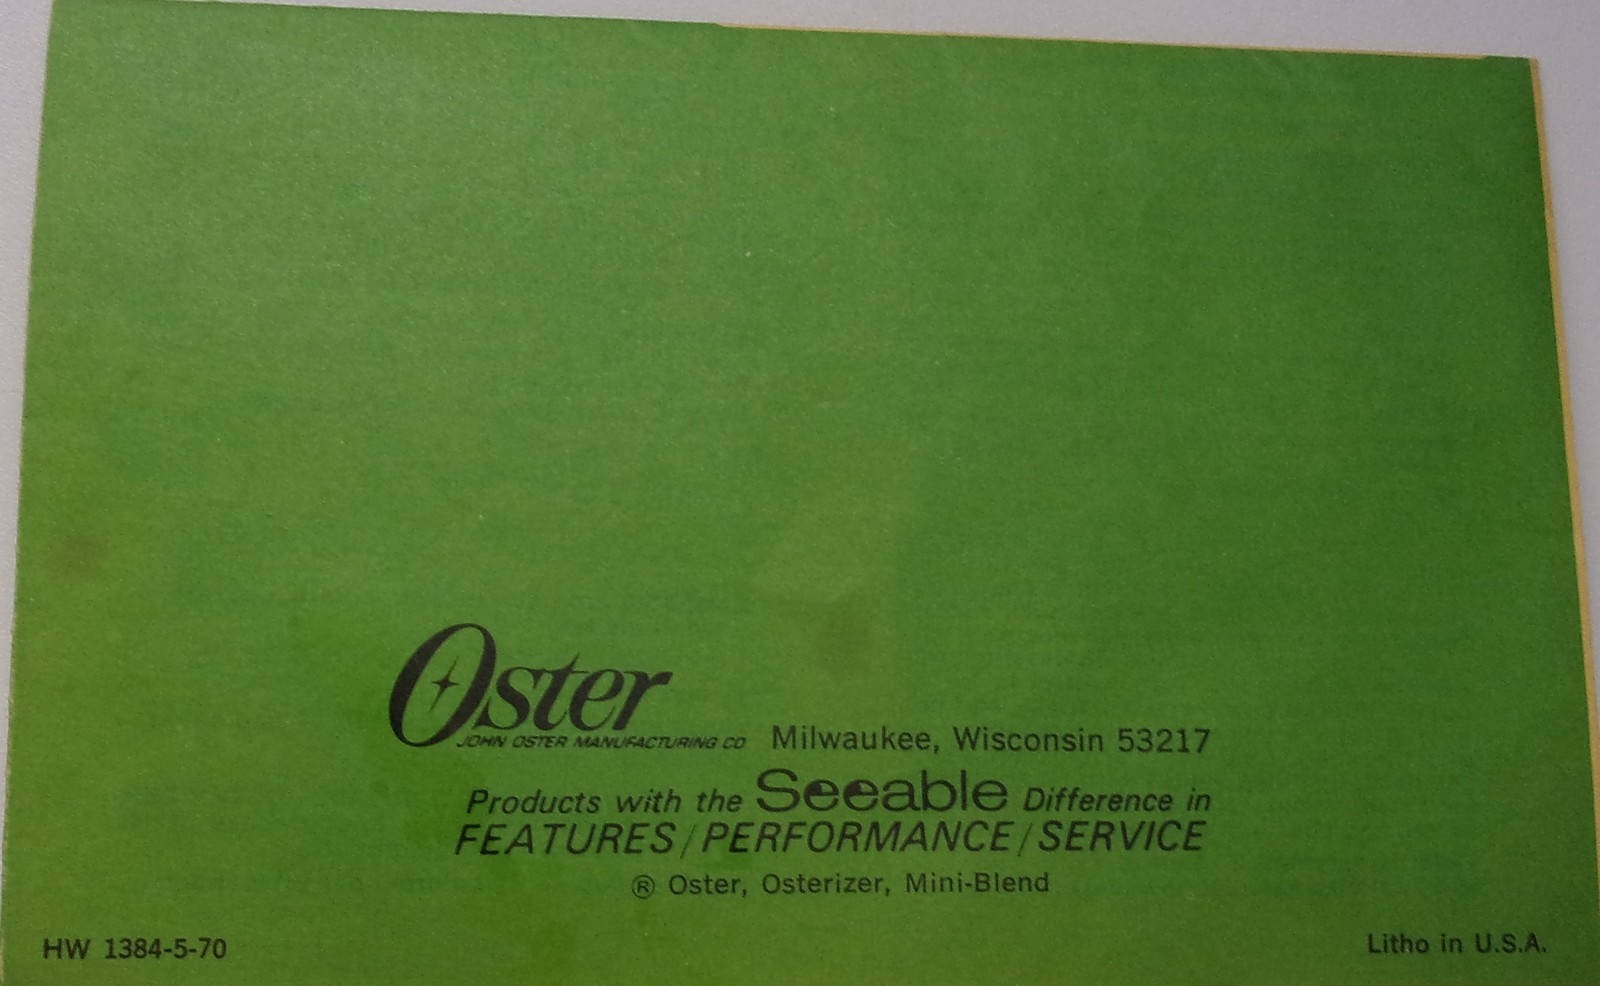 Oster
JOHN OSTER MANUFACTURING CO Milwaukee, Wisconsin 53217
Products with the Seeable Difference in
FEATURES/PERFORMANCE/SERVICE
® Oster, Osterizer, Mini-Blend
HW 1384-5-70 Litho in U.S.A.